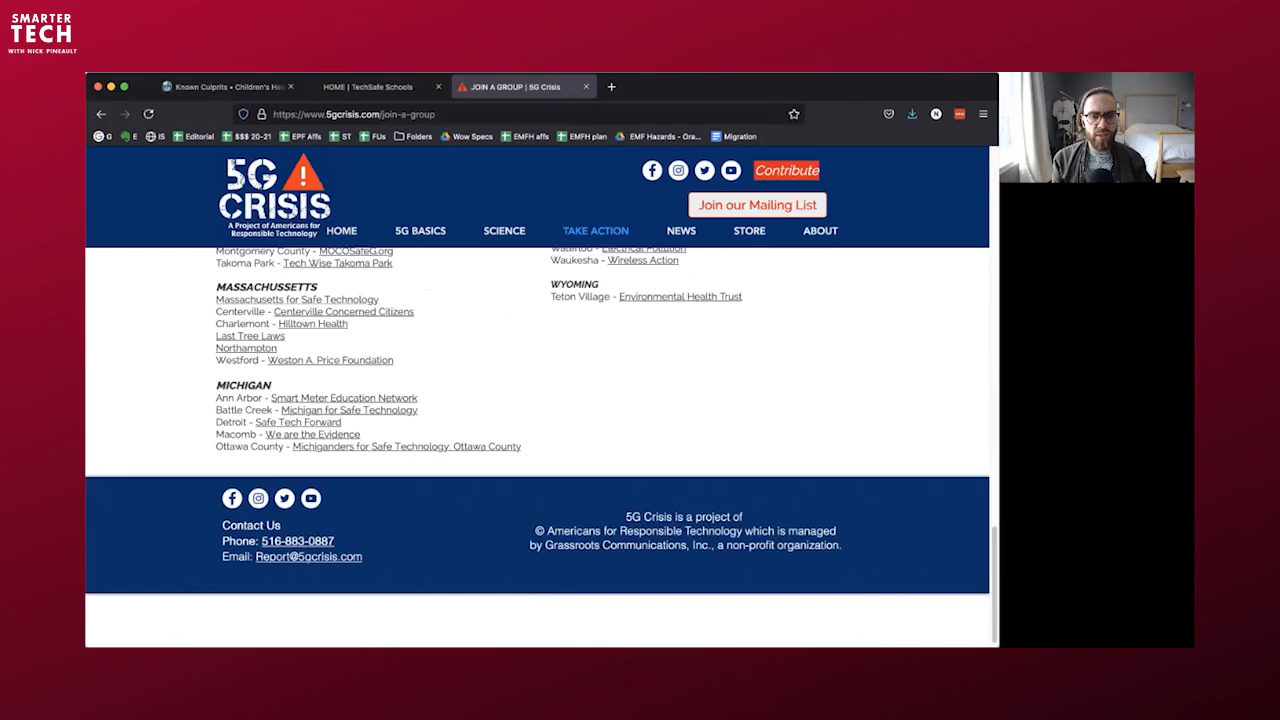 SMARTER
TECH
WITH NICK PINEAULT
Known Culprits • Children's He
HOME | TechSafe Schools
JOIN A GROUP | 5G Crisis
https://www.5gcrisis.com/join-a-group
G
E
IS
Editorial
$$$ 20-21
EPF Affs
ST
FUs
Folders
Wow Specs
EMFH affs
EMFH plan
EMF Hazards - Ora...
Migration
5G
CRISIS
A Project of Americans for
Responsible Technology
Contribute
Join our Mailing List
HOME
5G BASICS
SCIENCE
TAKE ACTION
NEWS
STORE
ABOUT
Montgomery County - MOCOSafeG.org
Takoma Park - Tech Wise Takoma Park
MASSACHUSSETTS
Massachusetts for Safe Technology
Centerville - Centerville Concerned Citizens
Charlemont - Hilltown Health
Last Tree Laws
Northampton
Westford - Weston A. Price Foundation
MICHIGAN
Ann Arbor - Smart Meter Education Network
Battle Creek - Michigan for Safe Technology
Detroit - Safe Tech Forward
Macomb - We are the Evidence
Ottawa County - Michiganders for Safe Technology: Ottawa County
Waterloo - Electrical Pollution
Waukesha - Wireless Action
WYOMING
Teton Village - Environmental Health Trust
Contact Us
Phone: 516-883-0887
Email: Report@5gcrisis.com
5G Crisis is a project of
© Americans for Responsible Technology which is managed
by Grassroots Communications, Inc., a non-profit organization.